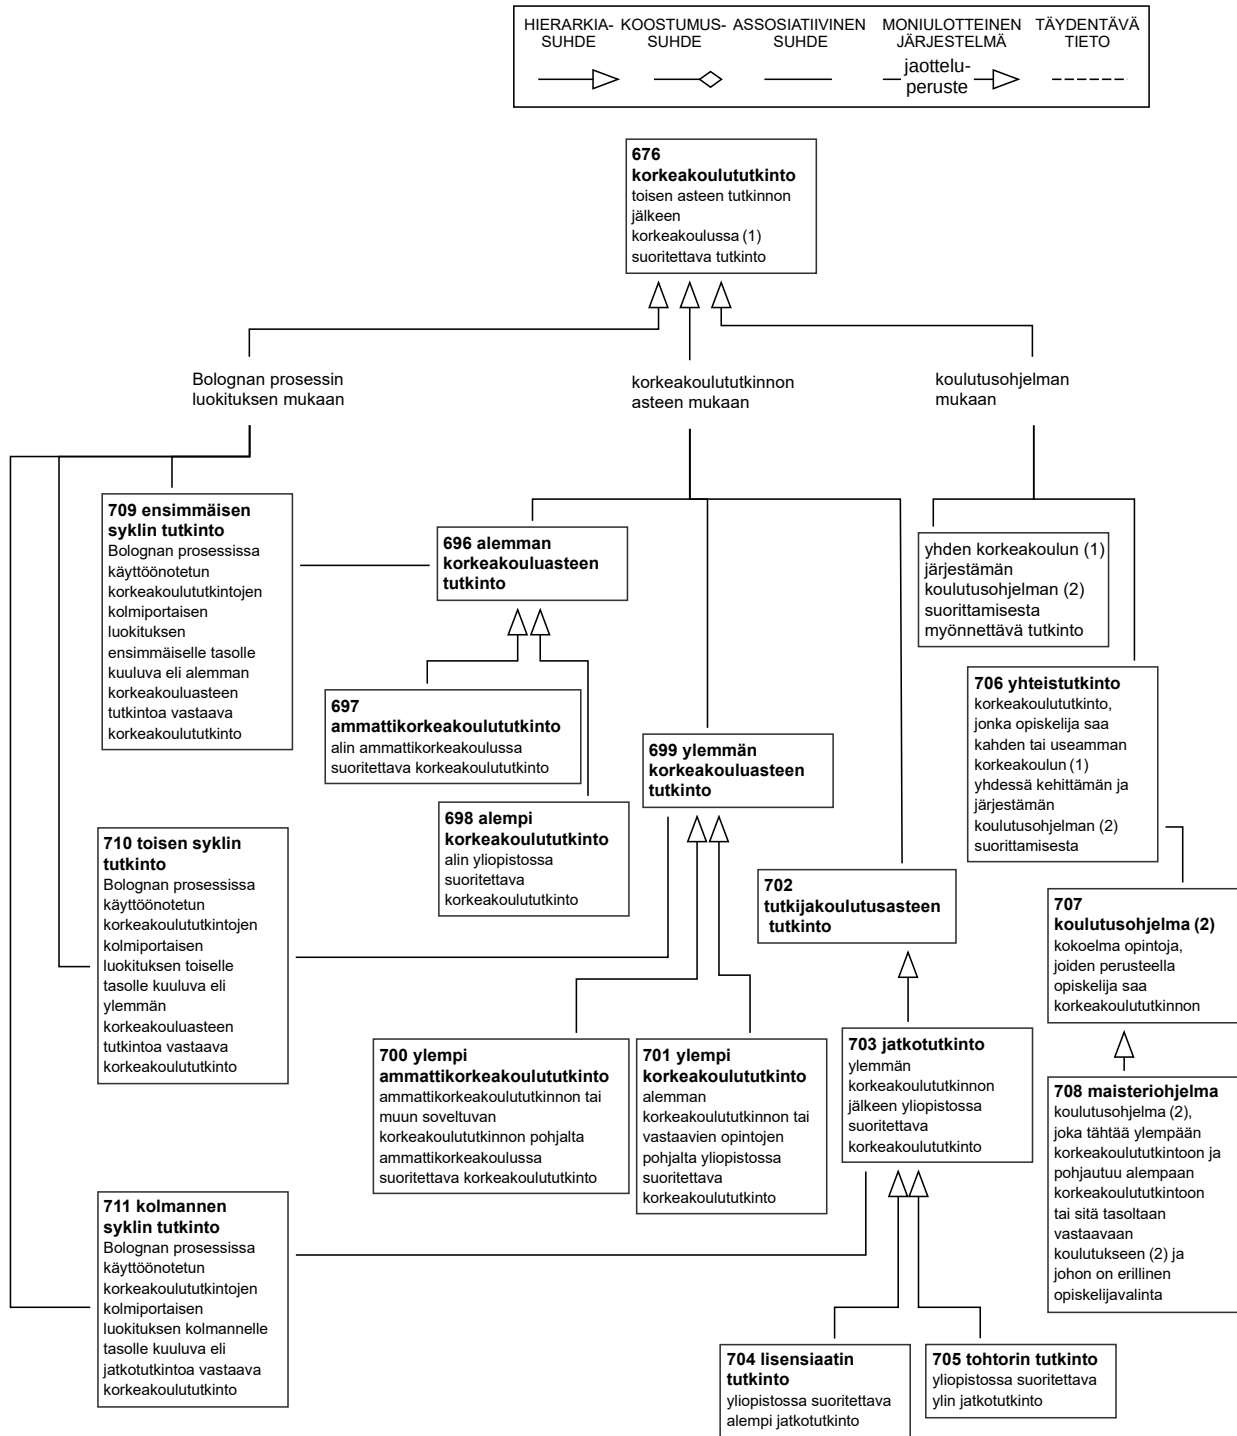 HIERARKIA-
SUHDE
KOOSTUMUS-
SUHDE
ASSOSIATIIVINEN
SUHDE
MONIULOTTEINEN
JÄRJESTELMÄ
TÄYDENTÄVÄ
TIETO
jaottelu-
peruste
676
korkeakoulututkinto
toisen asteen tutkinnon
jälkeen
korkeakoulussa (1)
suoritettava tutkinto
Bolognan prosessin
luokituksen mukaan
korkeakoulututkinnon
asteen mukaan
koulutusohjelman
mukaan
709 ensimmäisen
syklin tutkinto
Bolognan prosessissa
käyttöönotetun
korkeakoulututkintojen
kolmiportaisen
luokituksen
ensimmäiselle tasolle
kuuluva eli alemman
korkeakouluasteen
tutkintoa vastaava
korkeakoulututkinto
696 alemman
korkeakouluasteen
tutkinto
yhden korkeakoulun (1)
järjestämän
koulutusohjelman (2)
suorittamisesta
myönnettävä tutkinto
697
ammattikorkeakoulututkinto
alin ammattikorkeakoulussa
suoritettava korkeakoulututkinto
706 yhteistutkinto
korkeakoulututkinto,
jonka opiskelija saa
kahden tai useamman
korkeakoulun (1)
yhdessä kehittämän ja
järjestämän
koulutusohjelman (2)
suorittamisesta
699 ylemmän
korkeakouluasteen
tutkinto
698 alempi
korkeakoulututkinto
alin yliopistossa
suoritettava
korkeakoulututkinto
710 toisen syklin
tutkinto
Bolognan prosessissa
käyttöönotetun
korkeakoulututkintojen
kolmiportaisen
luokituksen toiselle
tasolle kuuluva eli
ylemmän
korkeakouluasteen
tutkintoa vastaava
korkeakoulututkinto
702
tutkijakoulutusasteen
tutkinto
707
koulutusohjelma (2)
kokoelma opintoja,
joiden perusteella
opiskelija saa
korkeakoulututkinnon
700 ylempi
ammattikorkeakoulututkinto
ammattikorkeakoulututkinnon tai
muun soveltuvan
korkeakoulututkinnon pohjalta
ammattikorkeakoulussa
suoritettava korkeakoulututkinto
701 ylempi
korkeakoulututkinto
alemman
korkeakoulututkinnon tai
vastaavien opintojen
pohjalta yliopistossa
suoritettava
korkeakoulututkinto
703 jatkotutkinto
ylemmän
korkeakoulututkinnon
jälkeen yliopistossa
suoritettava
korkeakoulututkinto
708 maisteriohjelma
koulutusohjelma (2),
joka tähtää ylempään
korkeakoulututkintoon ja
pohjautuu alempaan
korkeakoulututkintoon
tai sitä tasoltaan
vastaavaan
koulutukseen (2) ja
johon on erillinen
opiskelijavalinta
711 kolmannen
syklin tutkinto
Bolognan prosessissa
käyttöönotetun
korkeakoulututkintojen
kolmiportaisen
luokituksen kolmannelle
tasolle kuuluva eli
jatkotutkintoa vastaava
korkeakoulututkinto
704 lisensiaatin
tutkinto
yliopistossa suoritettava
alempi jatkotutkinto
705 tohtorin tutkinto
yliopistossa suoritettava
ylin jatkotutkinto